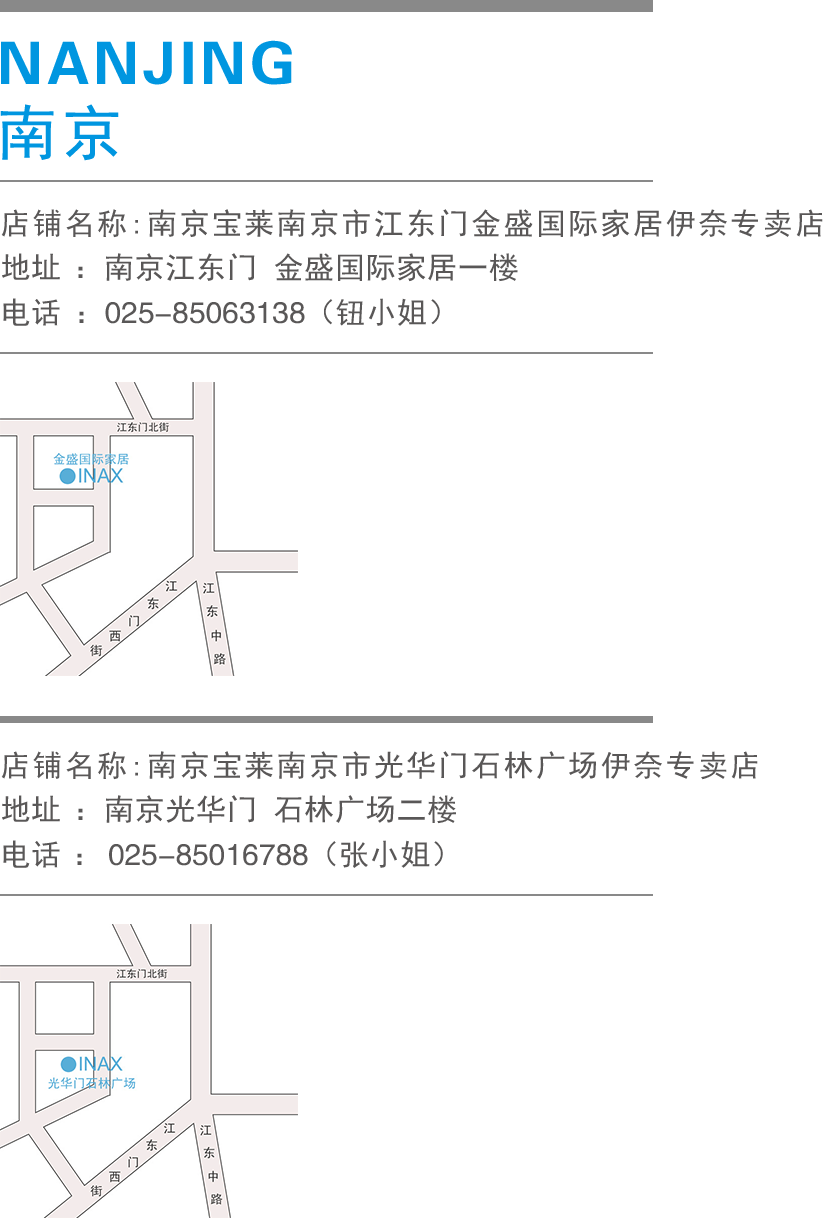 NANJING
南京
店铺名称:南京宝莱南京市江东门金盛国际家居伊奈专卖店
地址 : 南京江东门 金盛国际家居一楼
电话 : 025-85063138（钮小姐）
江东门北街
金盛国际家居
INAX
江东门西街
江东中路
店铺名称:南京宝莱南京市光华门石林广场伊奈专卖店
地址 : 南京光华门 石林广场二楼
电话 : 025-85016788（张小姐）
江东门北街
INAX
光华门石林广场
江东门西街
江东中路